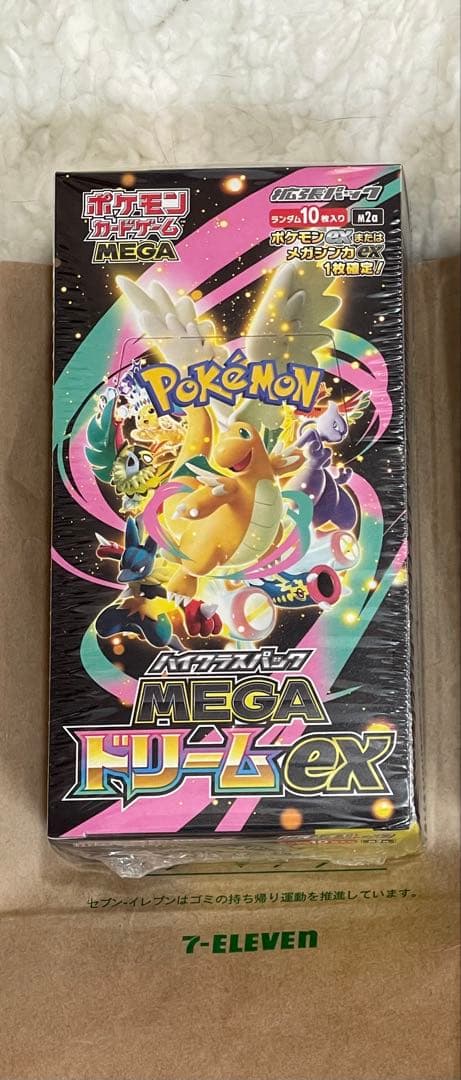 ポケモン
カードゲーム
MEGA
拡張パック
ランダム10枚入り
M2a
ポケモンexまたは
メガシンカex
1枚確定!
POKéMON
ハイクラスパック
MEGA
ドリームex
セブン-イレブンはゴミの持ち帰り運動を推進しています。
7-ELEVEn